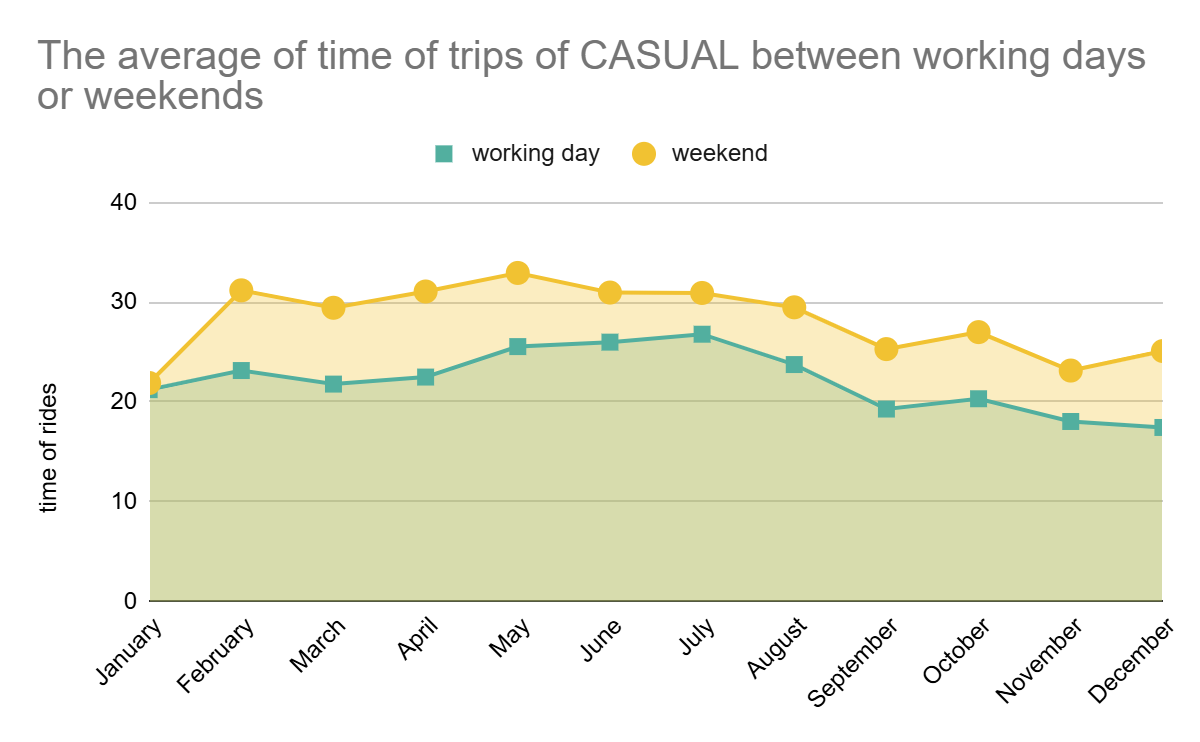 The average of time of trips of CASUAL between working days
or weekends
working day weekend
40
30
20
10
0
time of rides
January February March April May June July August September October November December